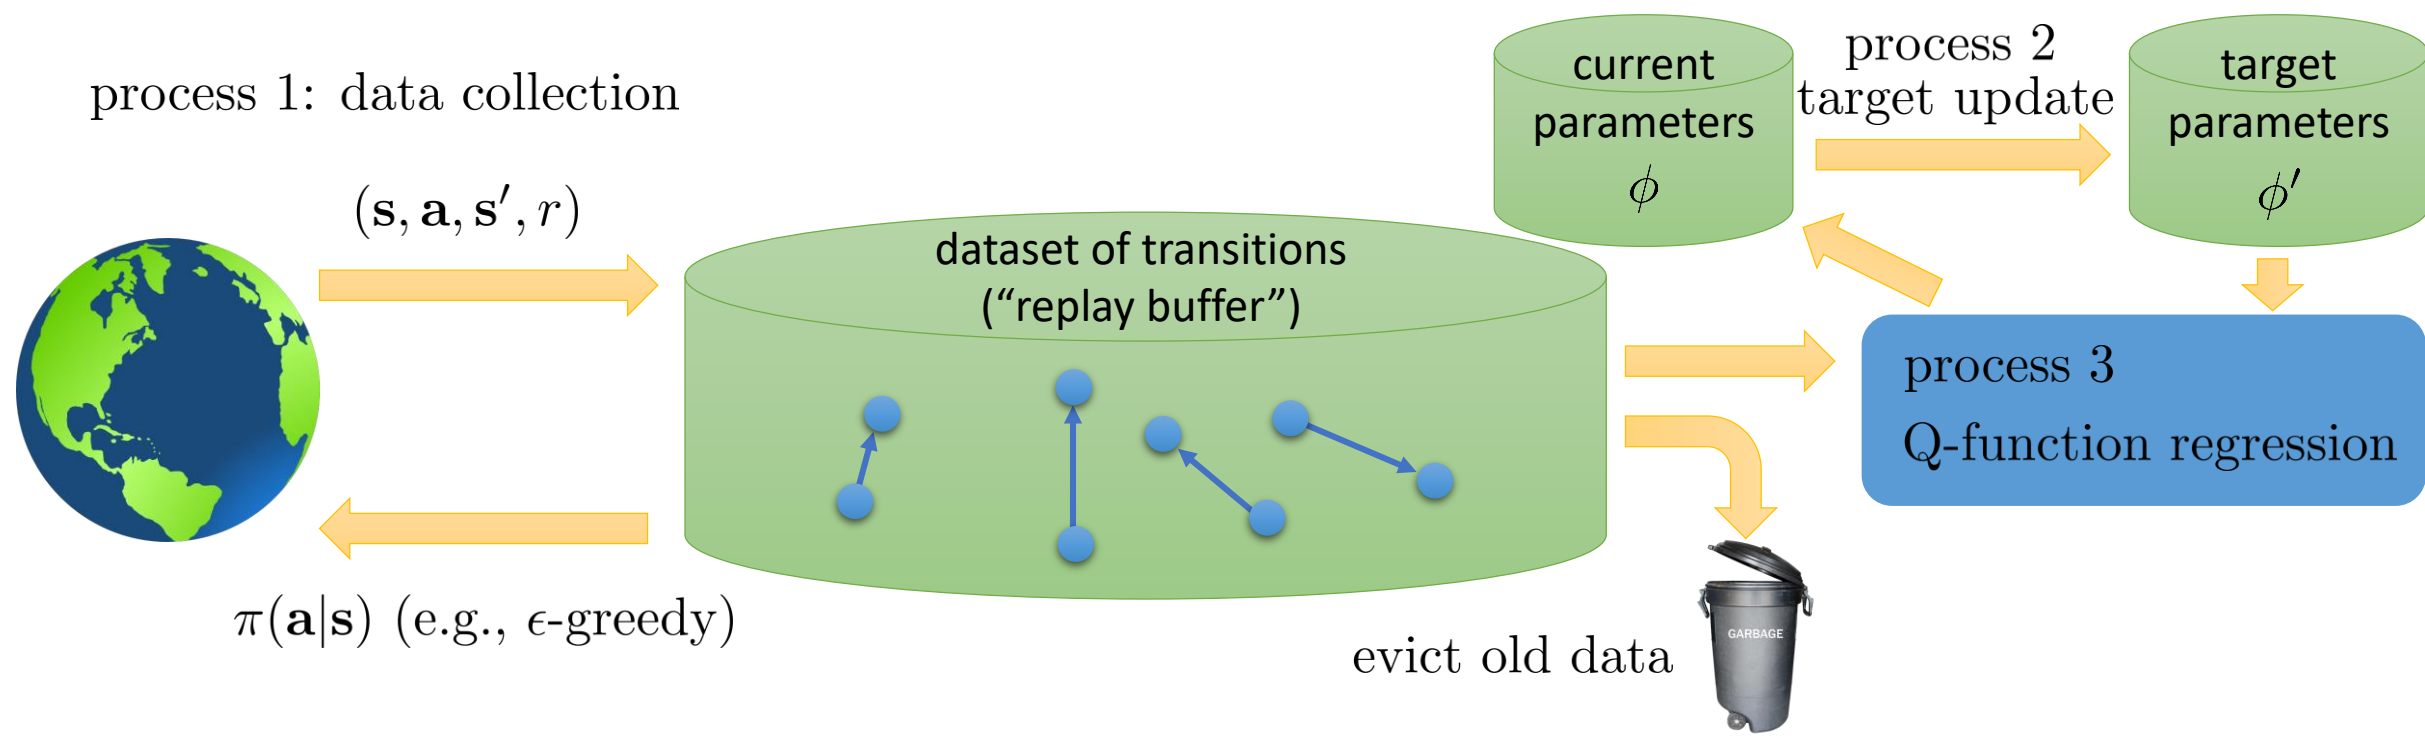 process 1: data collection
(s, a, s′, r)
π(a|s) (e.g., ϵ-greedy)
dataset of transitions
(“replay buffer”)
current
parameters
ϕ
process 2
target update
target
parameters
ϕ′
process 3
Q-function regression
evict old data
GARBAGE